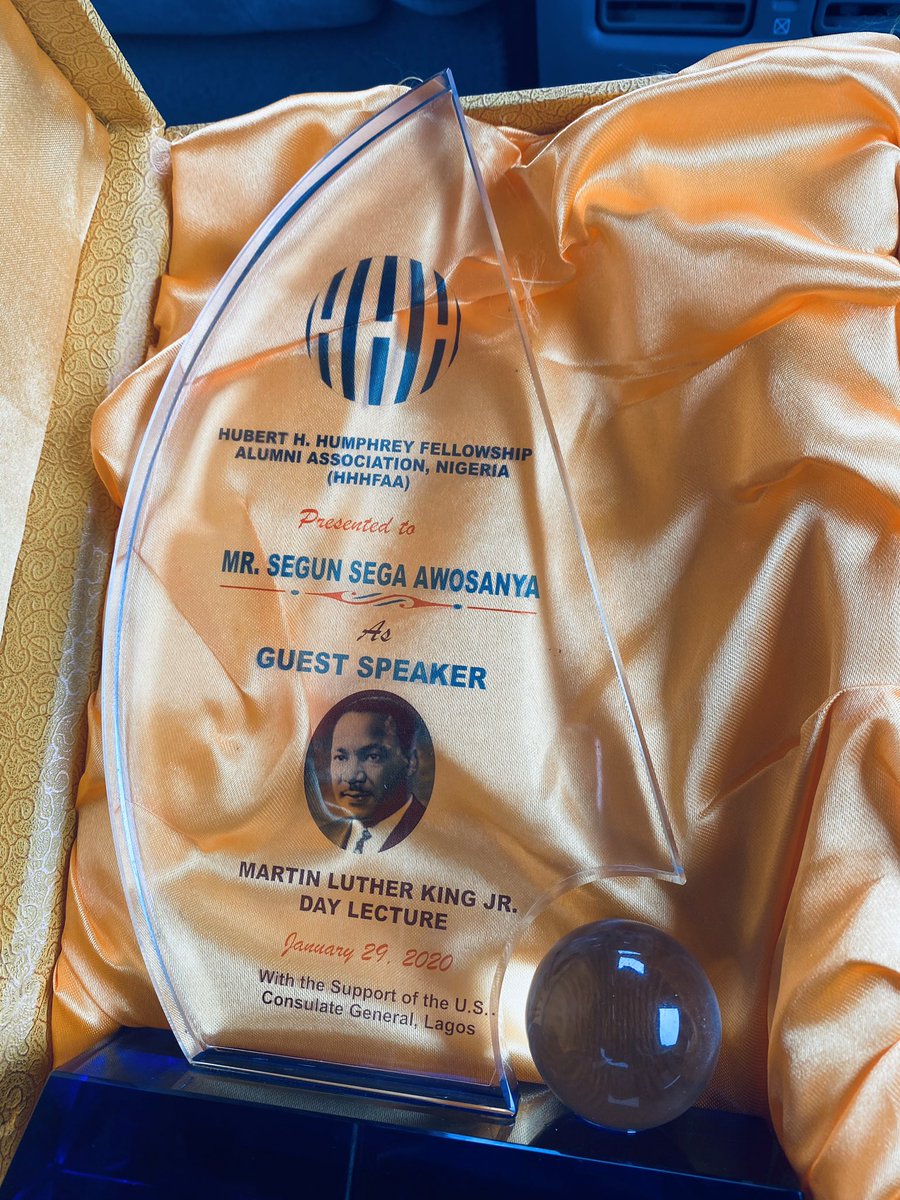 HUBERT H. HUMPHREY FELLOWSHIP
ALUMNI ASSOCIATION, NIGERIA
(HHHFAA)
Presented to
MR. SEGUN SEGA AWOSANYA
As
GUEST SPEAKER
MARTIN LUTHER KING JR.
DAY LECTURE
January 29, 2020
With the Support of the U.S..
Consulate General, Lagos